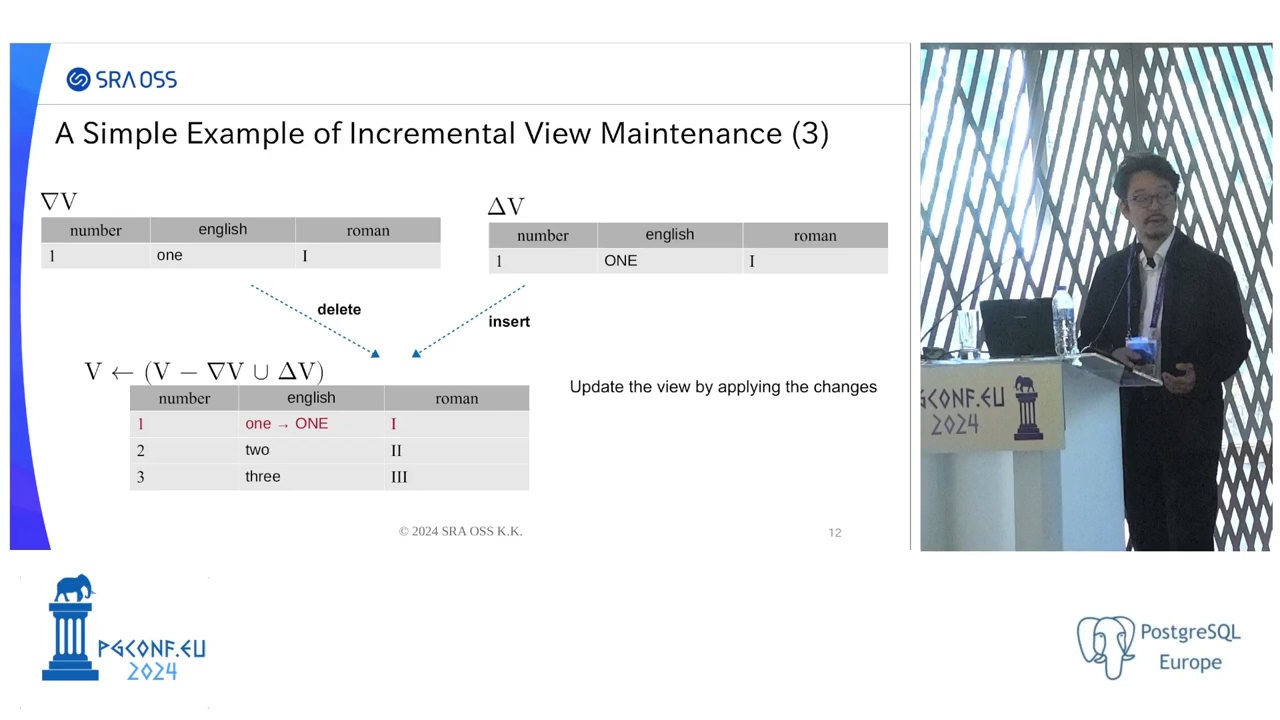 SRA OSS
A Simple Example of Incremental View Maintenance (3)
∇V
number english roman
1 one I
ΔV
number english roman
1 ONE I
delete
insert
V ← (V − ∇V ∪ ΔV)
number english roman
1 one → ONE I
2 two II
3 three III
Update the view by applying the changes
© 2024 SRA OSS K.K.
12
GCONF.EU
2024
PGCONF.EU
2024
PostgreSQL
Europe